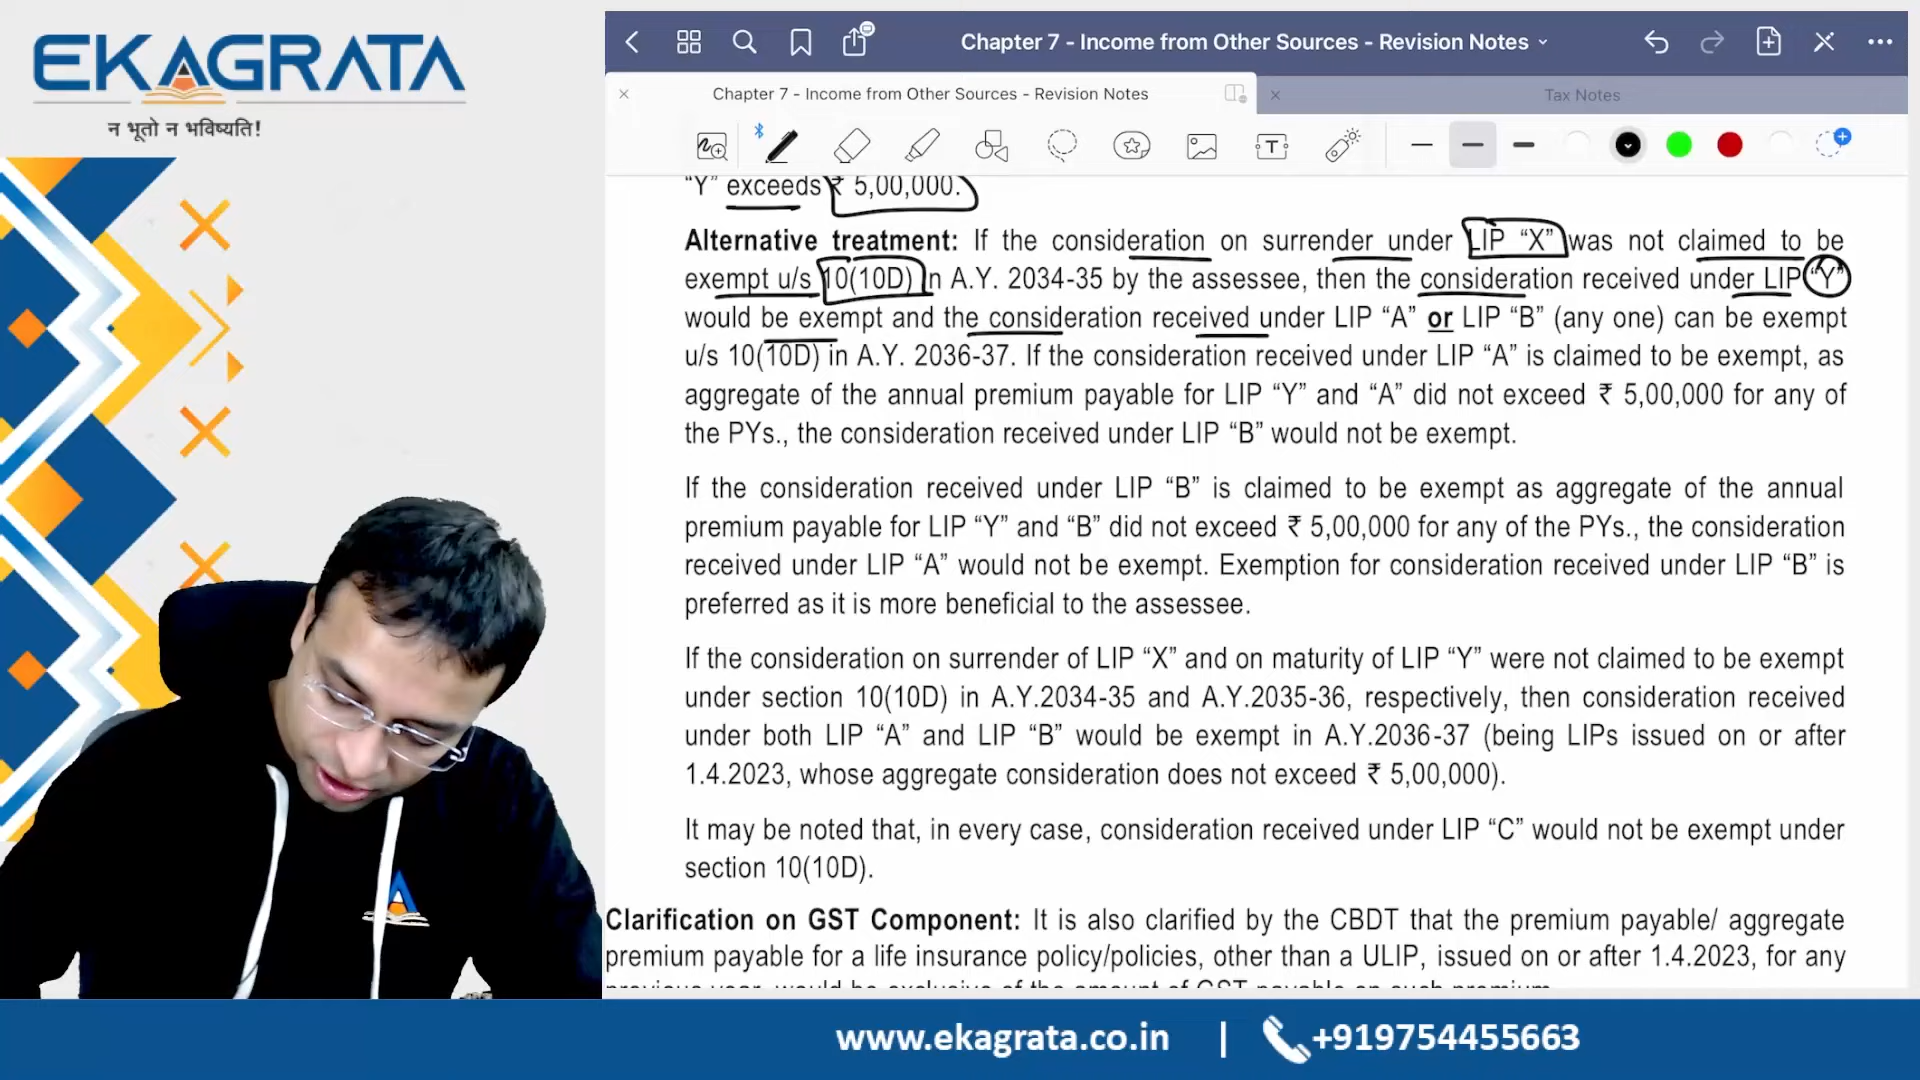 EKAGRATA
न भूतो न भविष्यति!
Chapter 7 - Income from Other Sources - Revision Notes
Chapter 7 - Income from Other Sources - Revision Notes
Tax Notes
"Y" exceeds ₹ 5,00,000.
Alternative treatment: If the consideration on surrender under LIP "X" was not claimed to be
exempt u/s 10(10D) in A.Y. 2034-35 by the assessee, then the consideration received under LIP "Y"
would be exempt and the consideration received under LIP "A" or LIP "B" (any one) can be exempt
u/s 10(10D) in A.Y. 2036-37. If the consideration received under LIP "A" is claimed to be exempt, as
aggregate of the annual premium payable for LIP "Y" and "A" did not exceed ₹ 5,00,000 for any of
the PYs., the consideration received under LIP "B" would not be exempt.
If the consideration received under LIP "B" is claimed to be exempt as aggregate of the annual
premium payable for LIP "Y" and "B" did not exceed ₹ 5,00,000 for any of the PYs., the consideration
received under LIP "A" would not be exempt. Exemption for consideration received under LIP "B" is
preferred as it is more beneficial to the assessee.
If the consideration on surrender of LIP "X" and on maturity of LIP "Y" were not claimed to be exempt
under section 10(10D) in A.Y.2034-35 and A.Y.2035-36, respectively, then consideration received
under both LIP "A" and LIP "B" would be exempt in A.Y.2036-37 (being LIPs issued on or after
1.4.2023, whose aggregate consideration does not exceed ₹ 5,00,000).
It may be noted that, in every case, consideration received under LIP "C" would not be exempt under
section 10(10D).
Clarification on GST Component: It is also clarified by the CBDT that the premium payable/ aggregate
premium payable for a life insurance policy/policies, other than a ULIP, issued on or after 1.4.2023, for any
previous year, would be exclusive of the amount of GST payable on such premium.
www.ekagrata.co.in | +919754455663